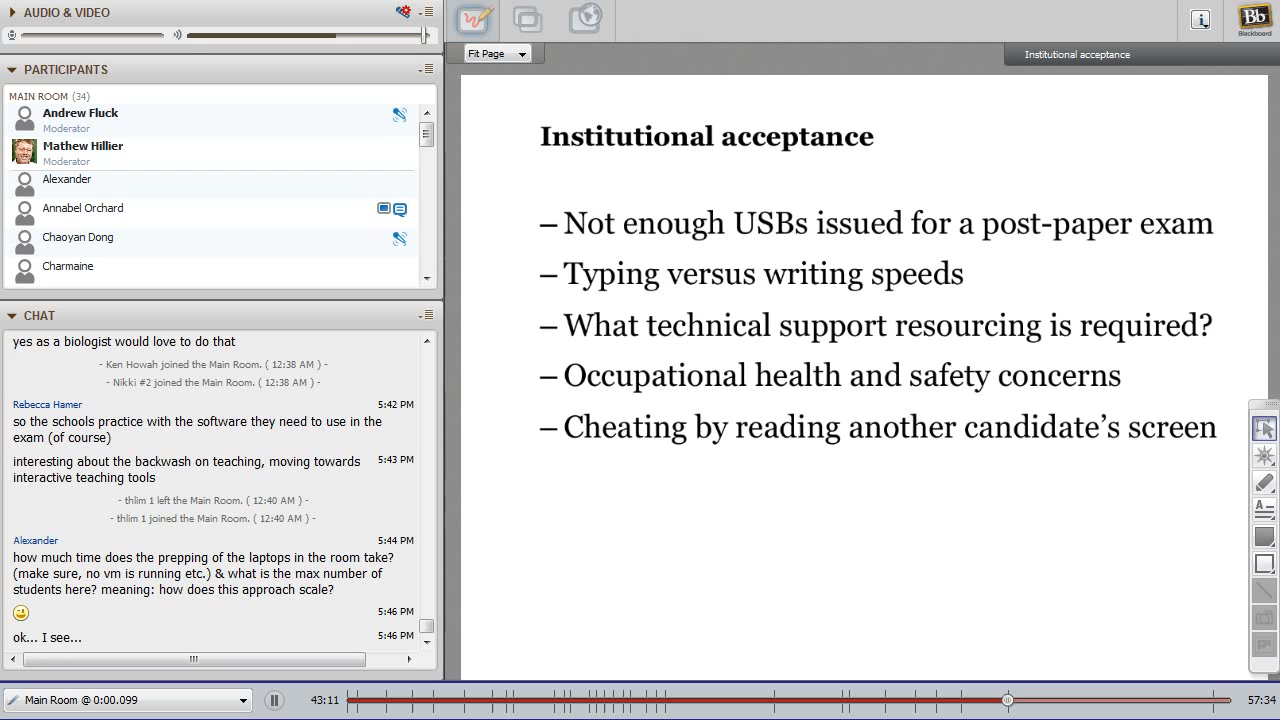 AUDIO & VIDEO
PARTICIPANTS
MAIN ROOM (34)
Andrew Fluck
Moderator
Mathew Hillier
Moderator
Alexander
Annabel Orchard
Chaoyan Dong
Charmaine
CHAT
yes as a biologist would love to do that
- Ken Howah joined the Main Room. ( 12:38 AM ) -
- Nikki #2 joined the Main Room. ( 12:38 AM ) -
Rebecca Hamer 5:42 PM
so the schools practice with the software they need to use in the
exam (of course)
interesting about the backwash on teaching, moving towards 5:43 PM
interactive teaching tools
- thlim 1 left the Main Room. ( 12:40 AM ) -
- thlim 1 joined the Main Room. ( 12:40 AM ) -
Alexander 5:44 PM
how much time does the prepping of the laptops in the room take?
(make sure, no vm is running etc.) & what is the max number of
students here? meaning: how does this approach scale?
5:46 PM
ok... I see... 5:46 PM
Bb
Blackboard
Fit Page
Institutional acceptance
Institutional acceptance
– Not enough USBs issued for a post-paper exam
– Typing versus writing speeds
– What technical support resourcing is required?
– Occupational health and safety concerns
– Cheating by reading another candidate’s screen
Main Room @ 0:00.099
43:11
57:34